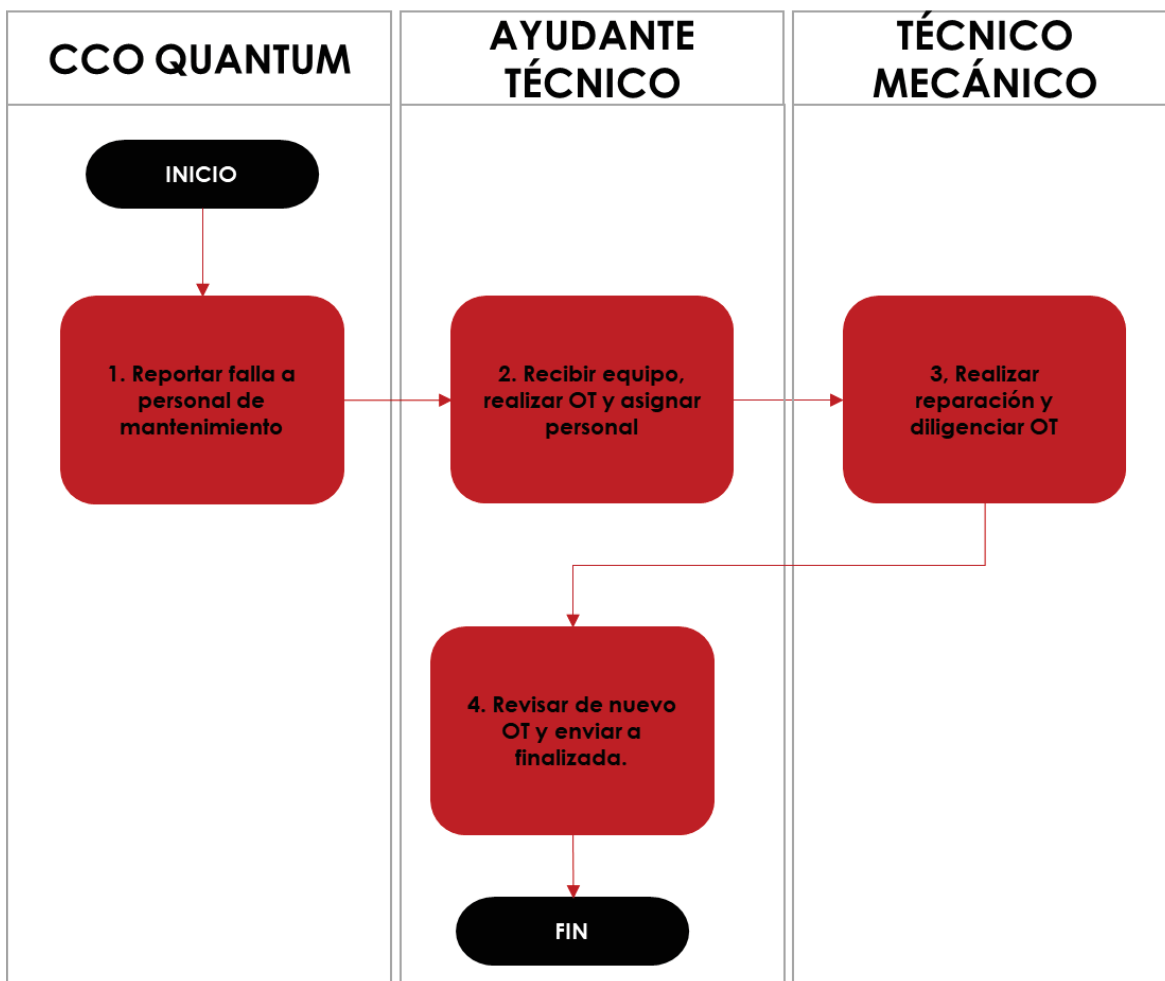 CCO QUANTUM
AYUDANTE
TÉCNICO
TÉCNICO
MECÁNICO
INICIO
1. Reportar falla a
personal de
mantenimiento
2. Recibir equipo,
realizar OT y asignar
personal
3, Realizar
reparación y
diligenciar OT
4. Revisar de nuevo
OT y enviar a
finalizada.
FIN